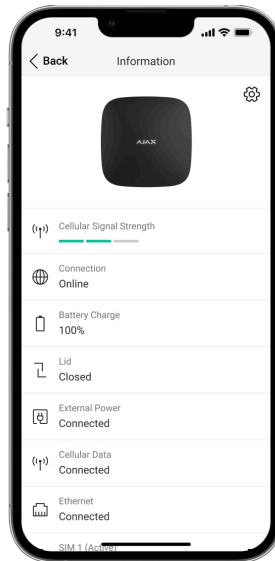 9:41
Back Information
AJAX
Cellular Signal Strength
Connection
Online
Battery Charge
100%
Lid
Closed
External Power
Connected
Cellular Data
Connected
Ethernet
Connected
SIM 1 (Active)